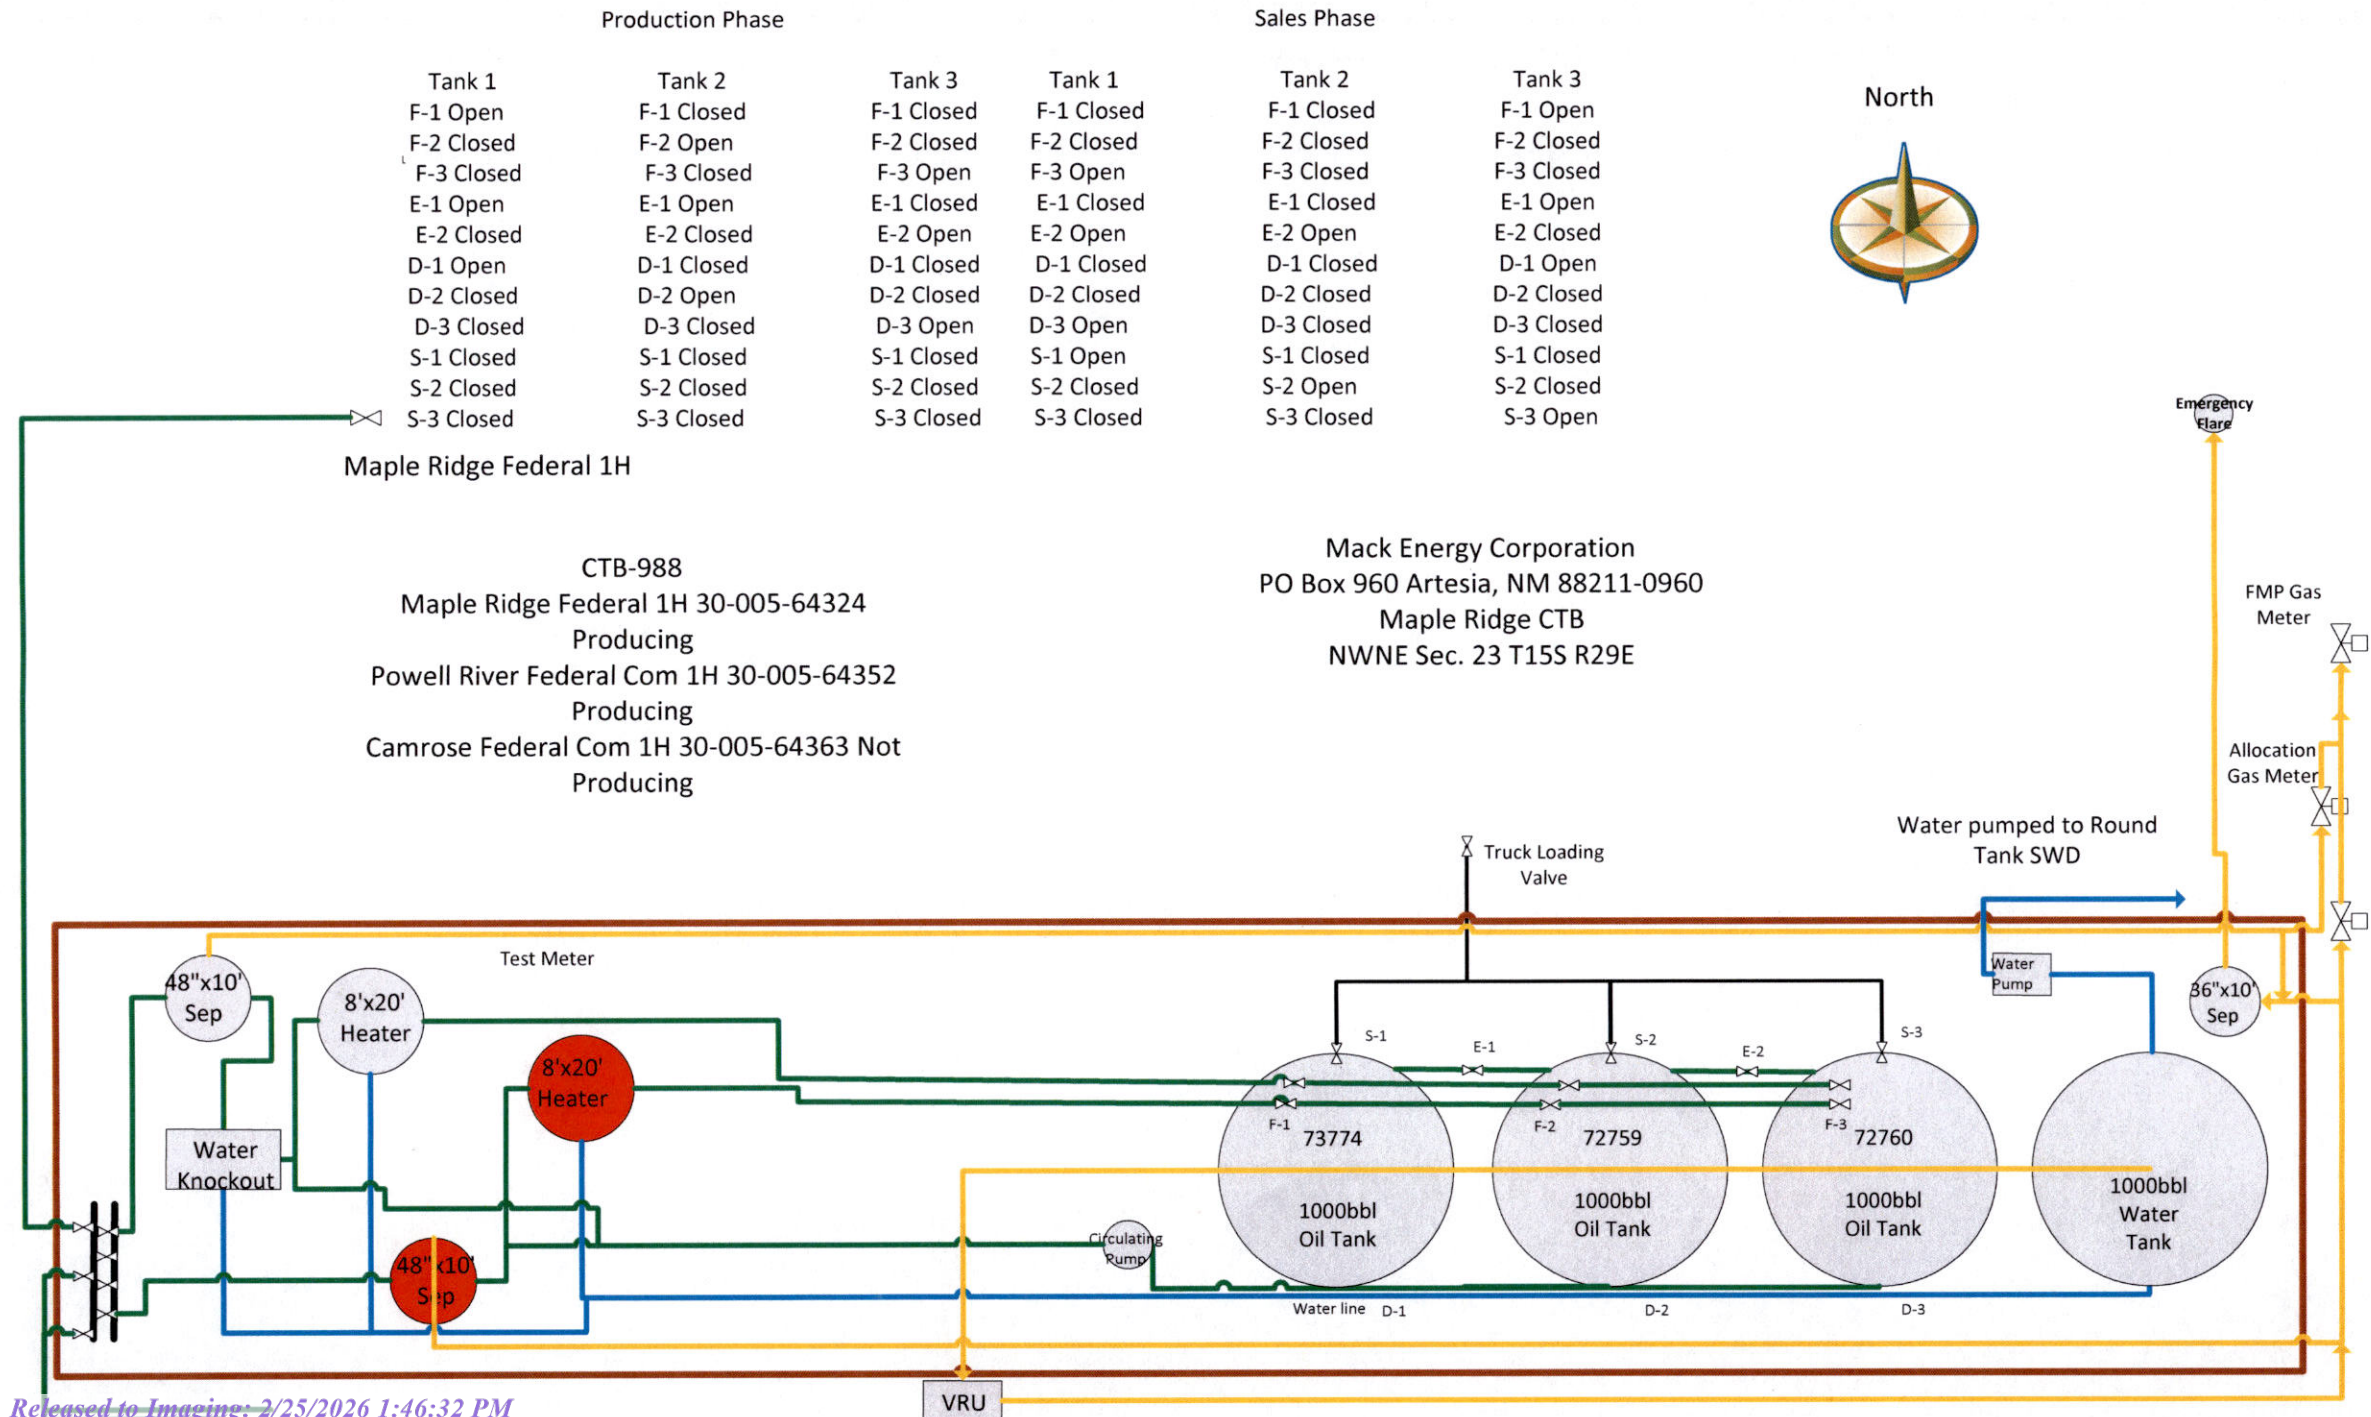 Production Phase
Sales Phase
Tank 1 Tank 2 Tank 3 Tank 1 Tank 2 Tank 3
F-1 Open F-1 Closed F-1 Closed F-1 Closed F-1 Closed F-1 Open
F-2 Closed F-2 Open F-2 Closed F-2 Closed F-2 Closed F-2 Closed
F-3 Closed F-3 Closed F-3 Open F-3 Open F-3 Closed F-3 Closed
E-1 Open E-1 Open E-1 Closed E-1 Closed E-1 Closed E-1 Open
E-2 Closed E-2 Closed E-2 Open E-2 Open E-2 Open E-2 Closed
D-1 Open D-1 Closed D-1 Closed D-1 Closed D-1 Closed D-1 Open
D-2 Closed D-2 Open D-2 Closed D-2 Closed D-2 Closed D-2 Closed
D-3 Closed D-3 Closed D-3 Open D-3 Open D-3 Closed D-3 Closed
S-1 Closed S-1 Closed S-1 Closed S-1 Open S-1 Closed S-1 Closed
S-2 Closed S-2 Closed S-2 Closed S-2 Closed S-2 Open S-2 Closed
S-3 Closed S-3 Closed S-3 Closed S-3 Closed S-3 Closed S-3 Open
North
Maple Ridge Federal 1H
Emergency
Flare
CTB-988
Maple Ridge Federal 1H 30-005-64324
Producing
Powell River Federal Com 1H 30-005-64352
Producing
Camrose Federal Com 1H 30-005-64363 Not
Producing
Mack Energy Corporation
PO Box 960 Artesia, NM 88211-0960
Maple Ridge CTB
NWNE Sec. 23 T15S R29E
FMP Gas
Meter
Allocation
Gas Meter
Water pumped to Round
Tank SWD
Truck Loading
Valve
Test Meter
48"x10'
Sep
8'x20'
Heater
8'x20'
Heater
Water
Knockout
48"x10'
Sep
Circulating
Pump
Water
Pump
36"x10'
Sep
S-1
E-1
S-2
E-2
S-3
F-1
F-2
F-3
73774
1000bbl
Oil Tank
72759
1000bbl
Oil Tank
72760
1000bbl
Oil Tank
1000bbl
Water
Tank
Water line D-1
D-2
D-3
VRU
Released to Imaging: 2/25/2026 1:46:32 PM